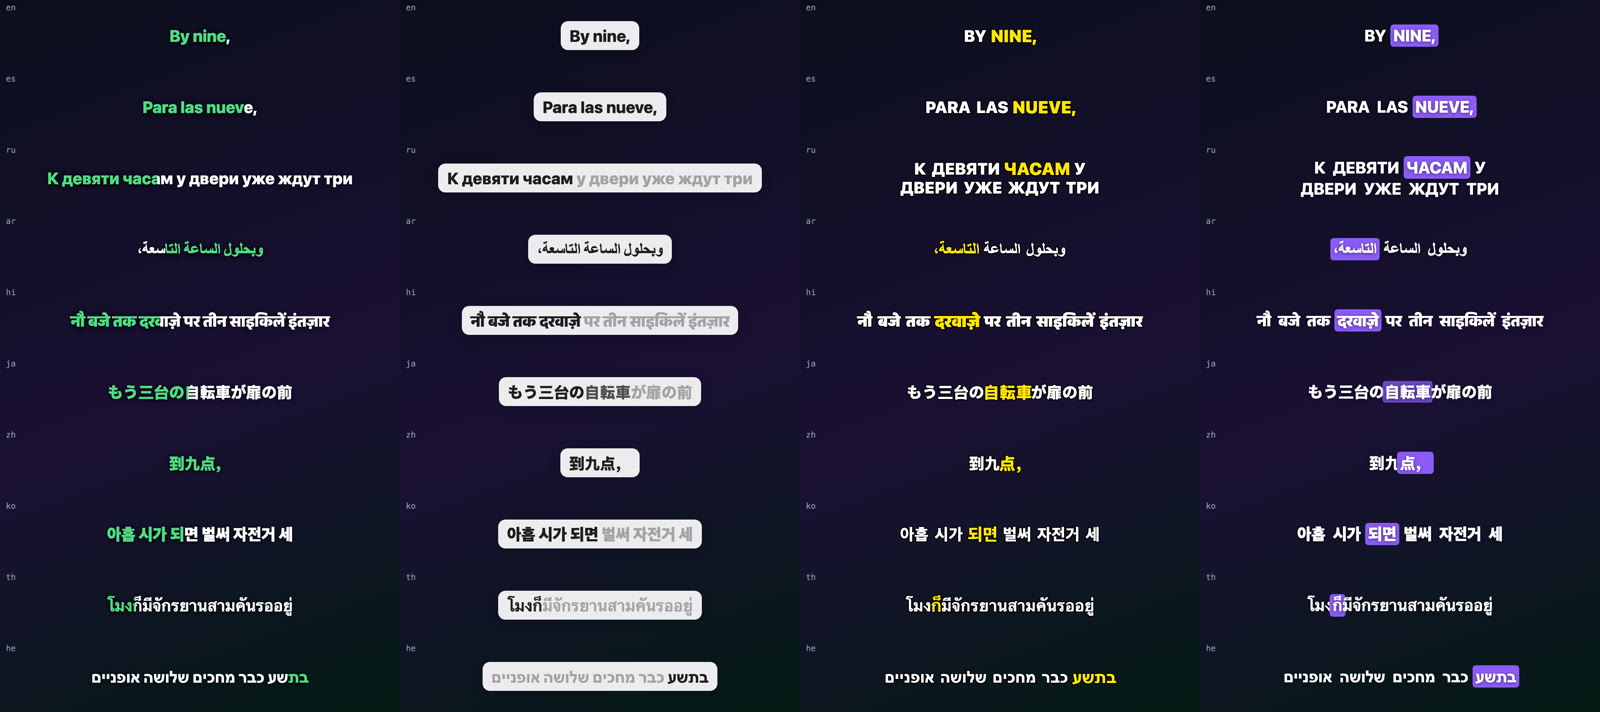 en
By nine,
es
Para las nueve,
ru
К девяти часам у двери уже ждут три
ar
وبحلول الساعة التاسعة،
hi
नौ बजे तक दरवाज़े पर तीन साइकिलें इंतज़ार
ja
もう三台の自転車が扉の前
zh
到九点，
ko
아홉 시가 되면 벌써 자전거 세
th
โมงก็มีจักรยานสามคันรออยู่
he
בתשע כבר מחכים שלושה אופניים
en
By nine,
es
Para las nueve,
ru
К девяти часам у двери уже ждут три
ar
وبحلول الساعة التاسعة،
hi
नौ बजे तक दरवाज़े पर तीन साइकिलें इंतज़ार
ja
もう三台の自転車が扉の前
zh
到九点，
ko
아홉 시가 되면 벌써 자전거 세
th
โมงก็มีจักรยานสามคันรออยู่
he
בתשע כבר מחכים שלושה אופניים
en
BY NINE,
es
PARA LAS NUEVE,
ru
К ДЕВЯТИ ЧАСАМ У
ДВЕРИ УЖЕ ЖДУТ ТРИ
ar
وبحلول الساعة التاسعة،
hi
नौ बजे तक दरवाज़े पर तीन साइकिलें इंतज़ार
ja
もう三台の自転車が扉の前
zh
到九点，
ko
아홉 시가 되면 벌써 자전거 세
th
โมงก็มีจักรยานสามคันรออยู่
he
בתשע כבר מחכים שלושה אופניים
en
BY NINE,
es
PARA LAS NUEVE,
ru
К ДЕВЯТИ ЧАСАМ У
ДВЕРИ УЖЕ ЖДУТ ТРИ
ar
وبحلول الساعة التاسعة،
hi
नौ बजे तक दरवाज़े पर तीन साइकिलें इंतज़ार
ja
もう三台の自転車が扉の前
zh
到九点，
ko
아홉 시가 되면 벌써 자전거 세
th
โมงก็มีจักรยานสามคันรออยู่
he
בתשע כבר מחכים שלושה אופניים